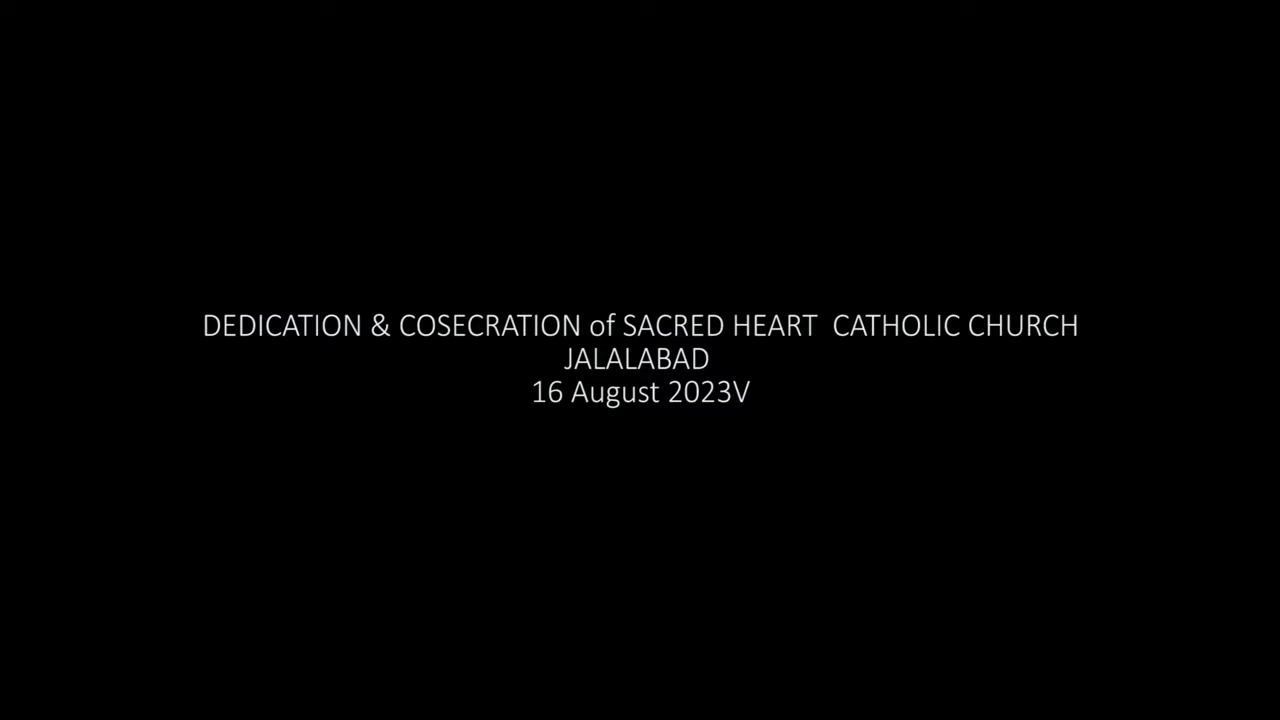 DEDICATION & COSECRATION of SACRED HEART  CATHOLIC CHURCH
JALALABAD
16 August 2023V